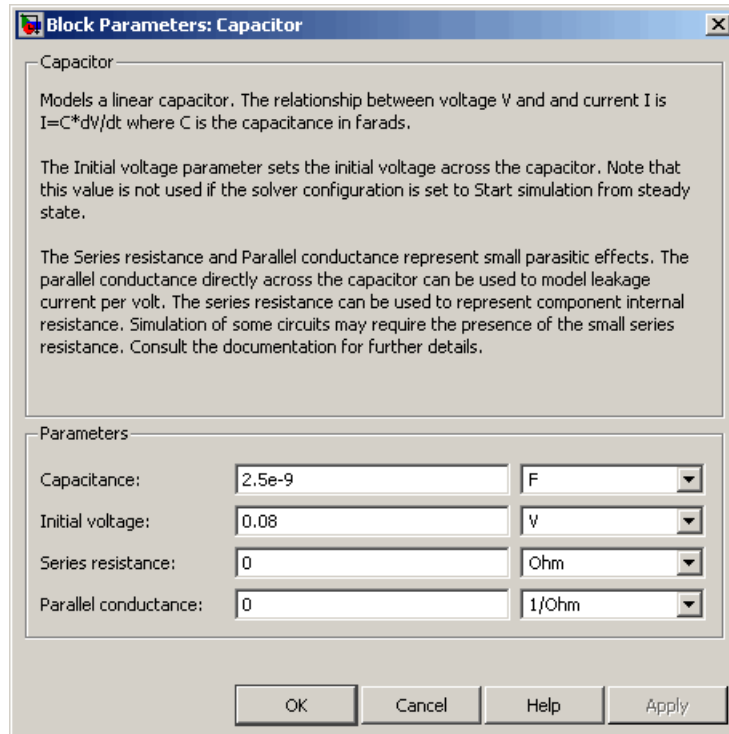 Block Parameters: Capacitor
Capacitor
Models a linear capacitor. The relationship between voltage V and and current I is
I=C*dV/dt where C is the capacitance in farads.
The Initial voltage parameter sets the initial voltage across the capacitor. Note that
this value is not used if the solver configuration is set to Start simulation from steady
state.
The Series resistance and Parallel conductance represent small parasitic effects. The
parallel conductance directly across the capacitor can be used to model leakage
current per volt. The series resistance can be used to represent component internal
resistance. Simulation of some circuits may require the presence of the small series
resistance. Consult the documentation for further details.
Parameters
Capacitance: 2.5e-9 F
Initial voltage: 0.08 V
Series resistance: 0 Ohm
Parallel conductance: 0 1/Ohm
OK Cancel Help Apply